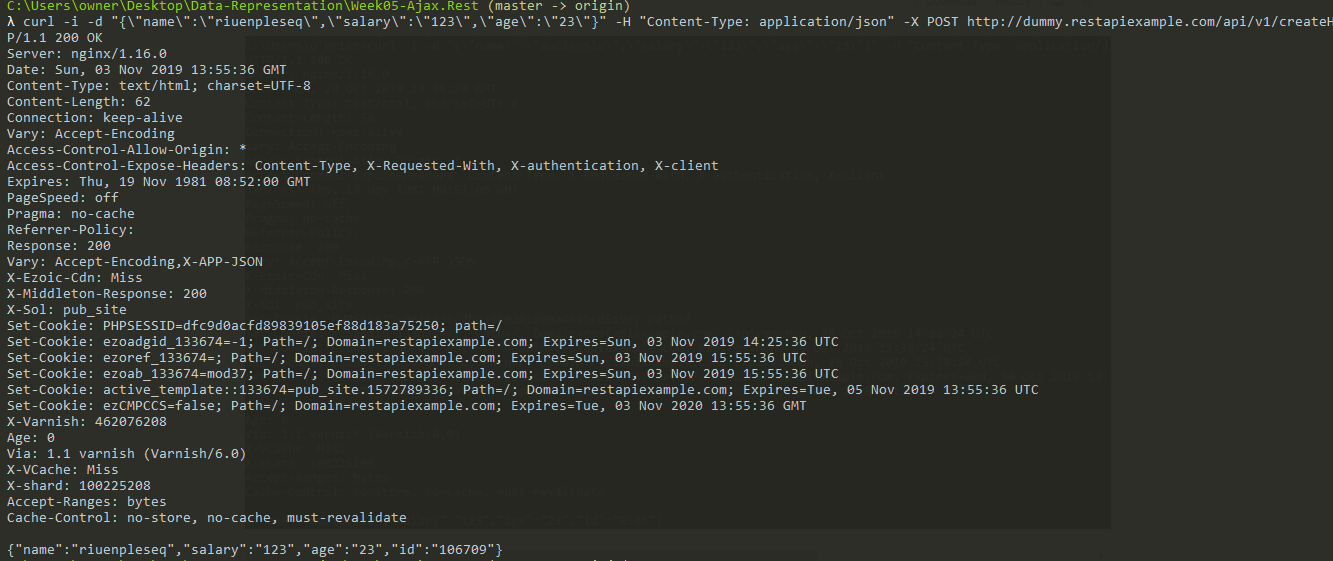 C:\Users\owner\Desktop\Data-Representation\Week05-Ajax.Rest (master -> origin)
λ curl -i -d "{\"name\":\"riuenpleseq\",\"salary\":\"123\",\"age\":\"23\"}" -H "Content-Type: application/json" -X POST http://dummy.restapiexample.com/api/v1/createH
P/1.1 200 OK
Server: nginx/1.16.0
Date: Sun, 03 Nov 2019 13:55:36 GMT
Content-Type: text/html; charset=UTF-8
Content-Length: 62
Connection: keep-alive
Vary: Accept-Encoding
Access-Control-Allow-Origin: *
Access-Control-Expose-Headers: Content-Type, X-Requested-With, X-authentication, X-client
Expires: Thu, 19 Nov 1981 08:52:00 GMT
PageSpeed: off
Pragma: no-cache
Referrer-Policy:
Response: 200
Vary: Accept-Encoding,X-APP-JSON
X-Ezoic-Cdn: Miss
X-Middleton-Response: 200
X-Sol: pub_site
Set-Cookie: PHPSESSID=dfc9d0acfd89839105ef88d183a75250; path=/
Set-Cookie: ezoadgid_133674=-1; Path=/; Domain=restapiexample.com; Expires=Sun, 03 Nov 2019 14:25:36 UTC
Set-Cookie: ezoref_133674=; Path=/; Domain=restapiexample.com; Expires=Sun, 03 Nov 2019 15:55:36 UTC
Set-Cookie: ezoab_133674=mod37; Path=/; Domain=restapiexample.com; Expires=Sun, 03 Nov 2019 15:55:36 UTC
Set-Cookie: active_template::133674=pub_site.1572789336; Path=/; Domain=restapiexample.com; Expires=Tue, 05 Nov 2019 13:55:36 UTC
Set-Cookie: ezCMPCCS=false; Path=/; Domain=restapiexample.com; Expires=Tue, 03 Nov 2020 13:55:36 GMT
X-Varnish: 462076208
Age: 0
Via: 1.1 varnish (Varnish/6.0)
X-VCache: Miss
X-shard: 100225208
Accept-Ranges: bytes
Cache-Control: no-store, no-cache, must-revalidate
{"name":"riuenpleseq","salary":"123","age":"23","id":"106709"}